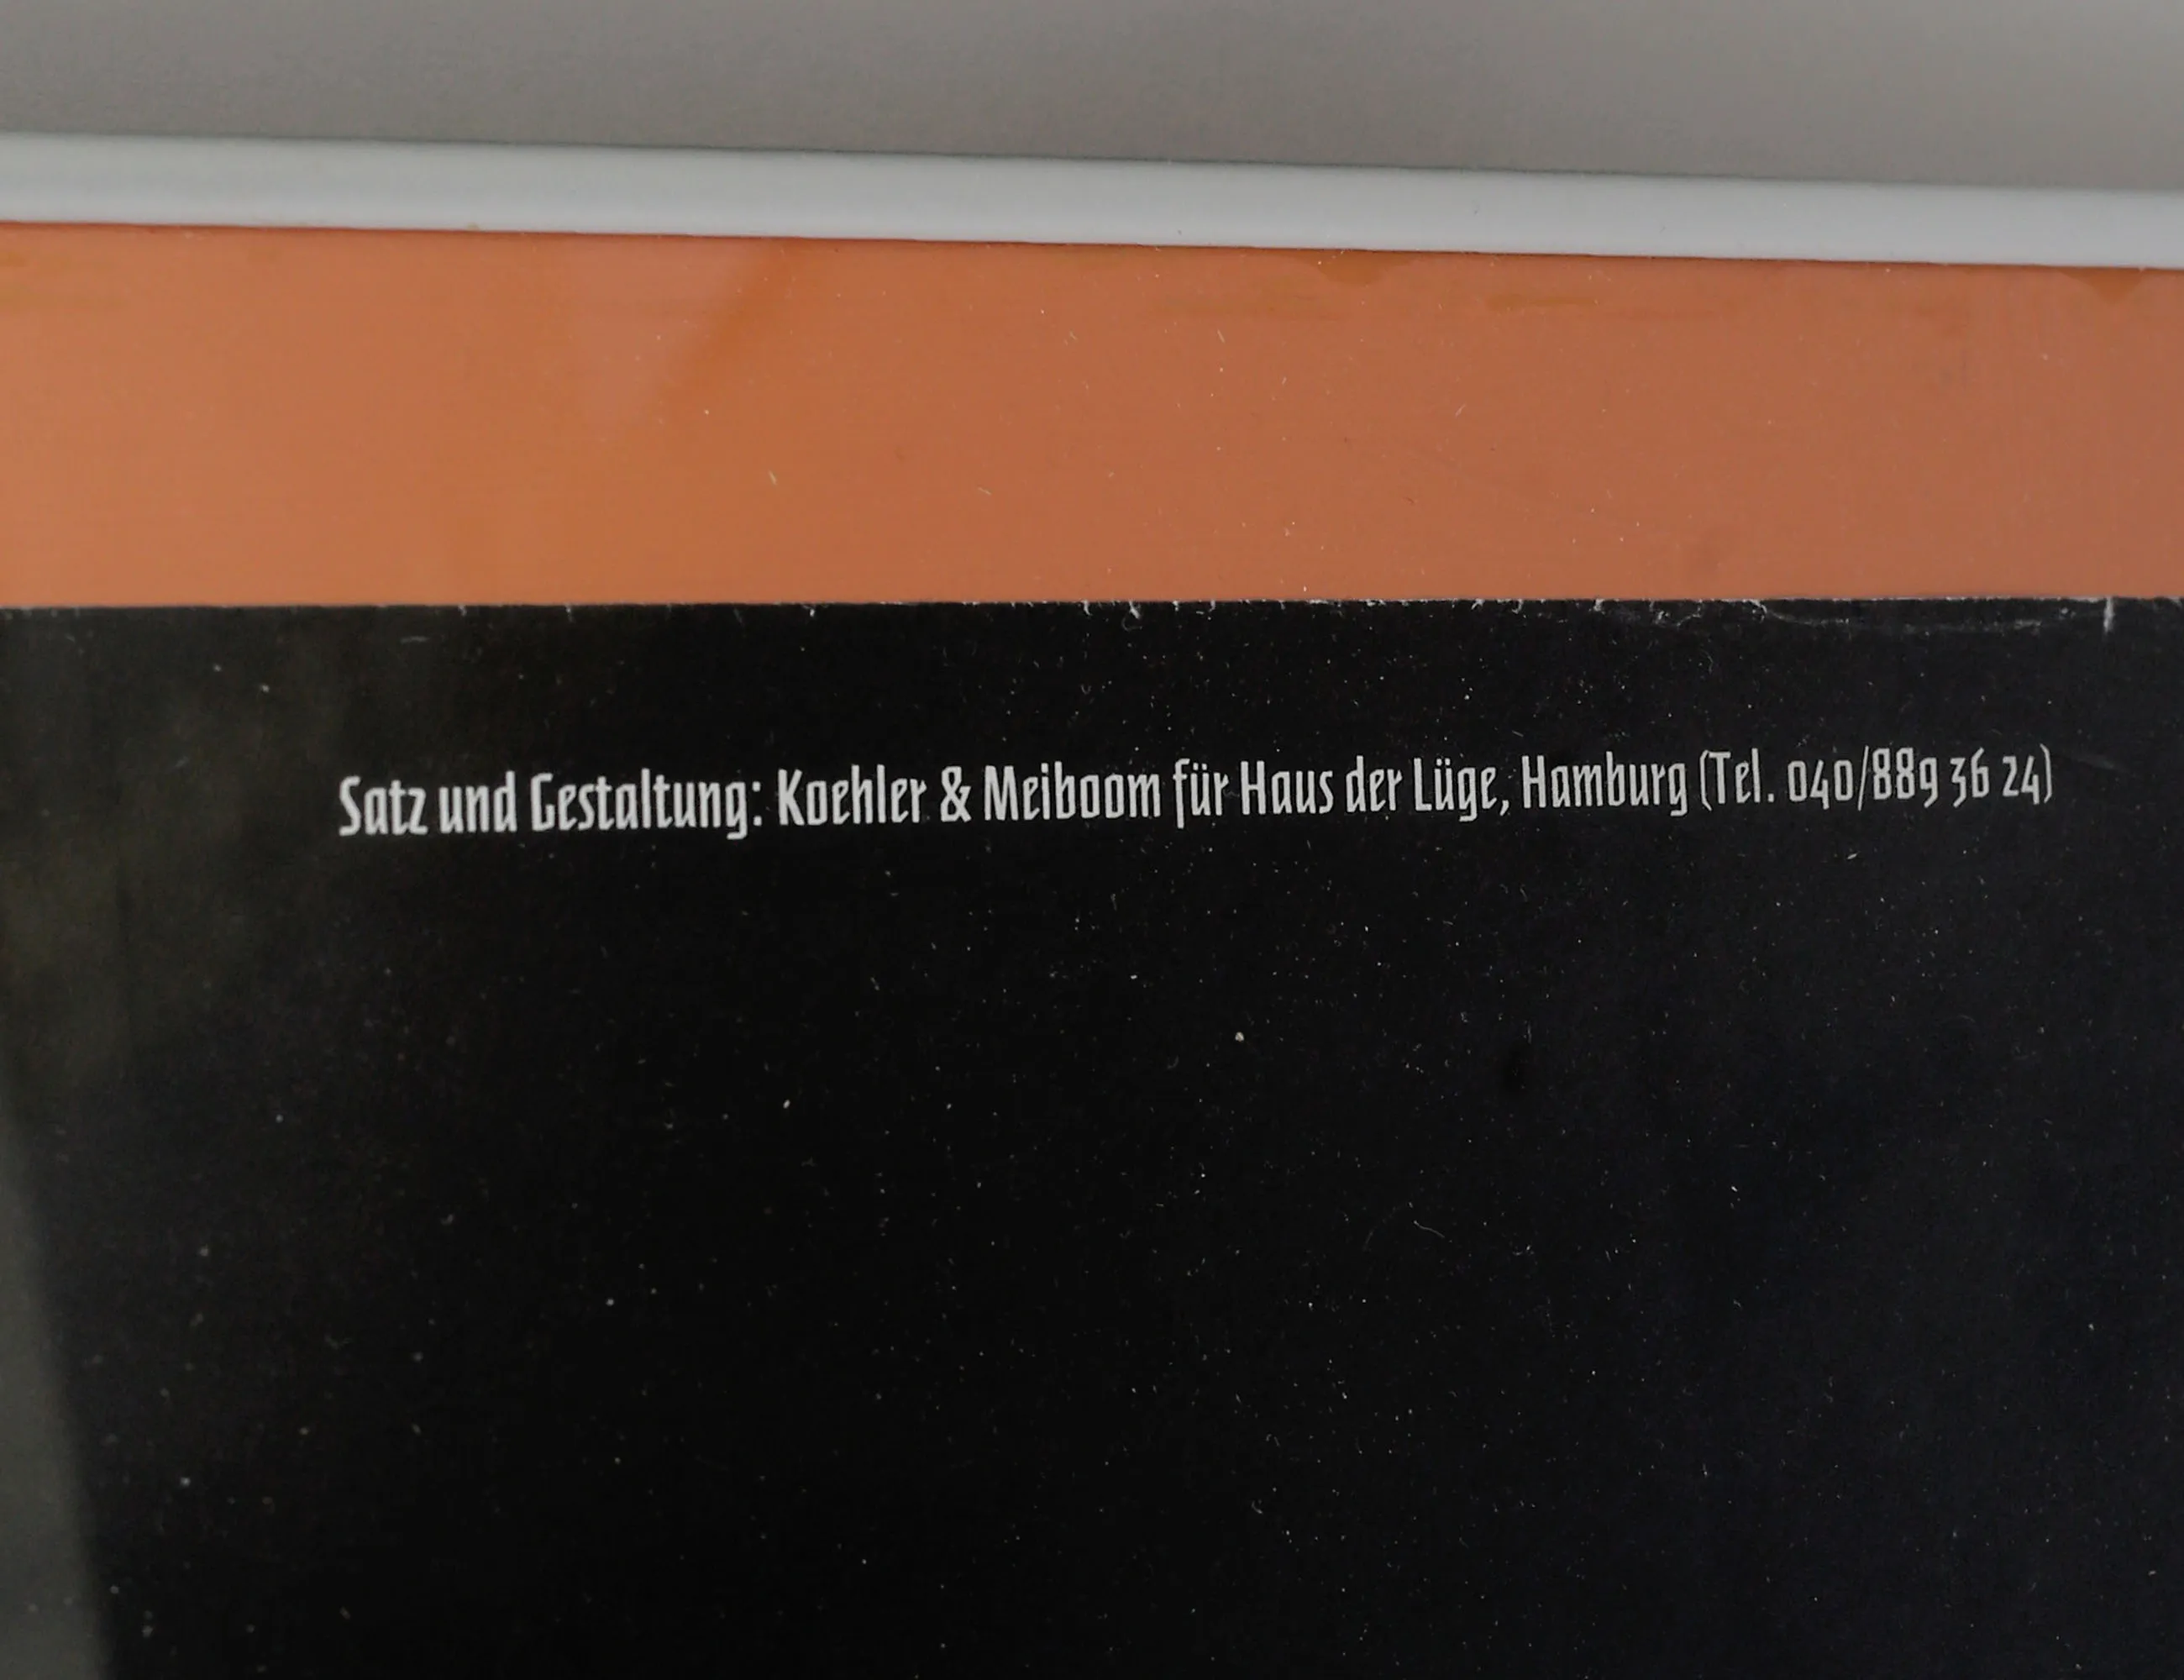 Satz und Gestaltung: Koehler & Meiboom für Haus der Lüge, Hamburg (Tel. 040/889 36 24)